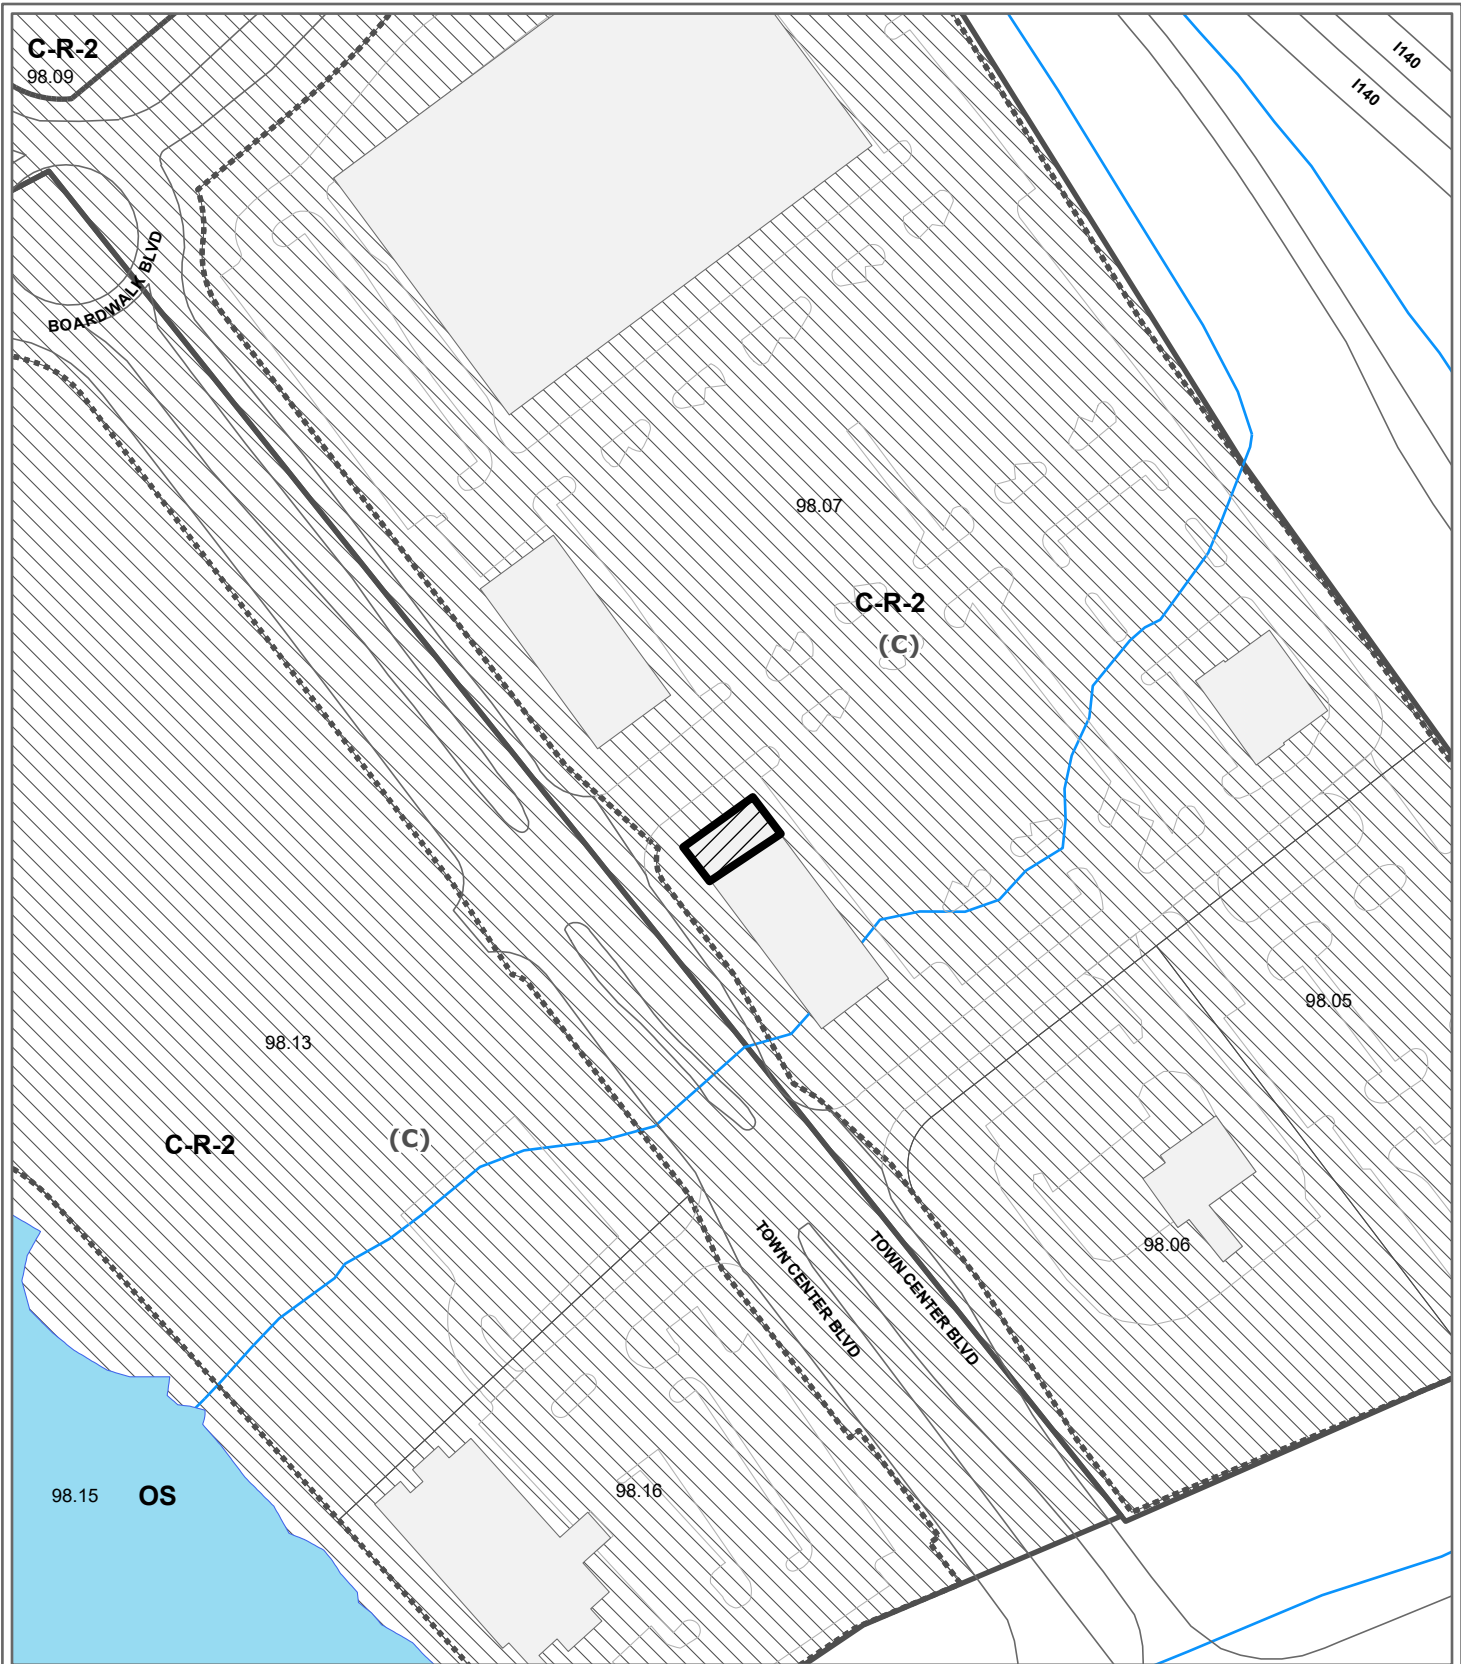 C-R-2
98.09
I140
I140
BOARDWALK BLVD
98.07
C-R-2
(C)
98.05
98.13
C-R-2
(C)
TOWN CENTER BLVD
TOWN CENTER BLVD
98.06
98.15
OS
98.16